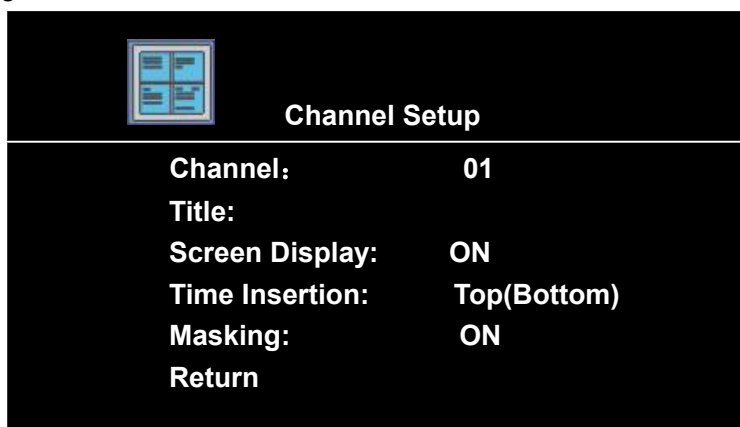 Channel Setup
Channel： 01
Title:
Screen Display: ON
Time Insertion: Top(Bottom)
Masking: ON
Return